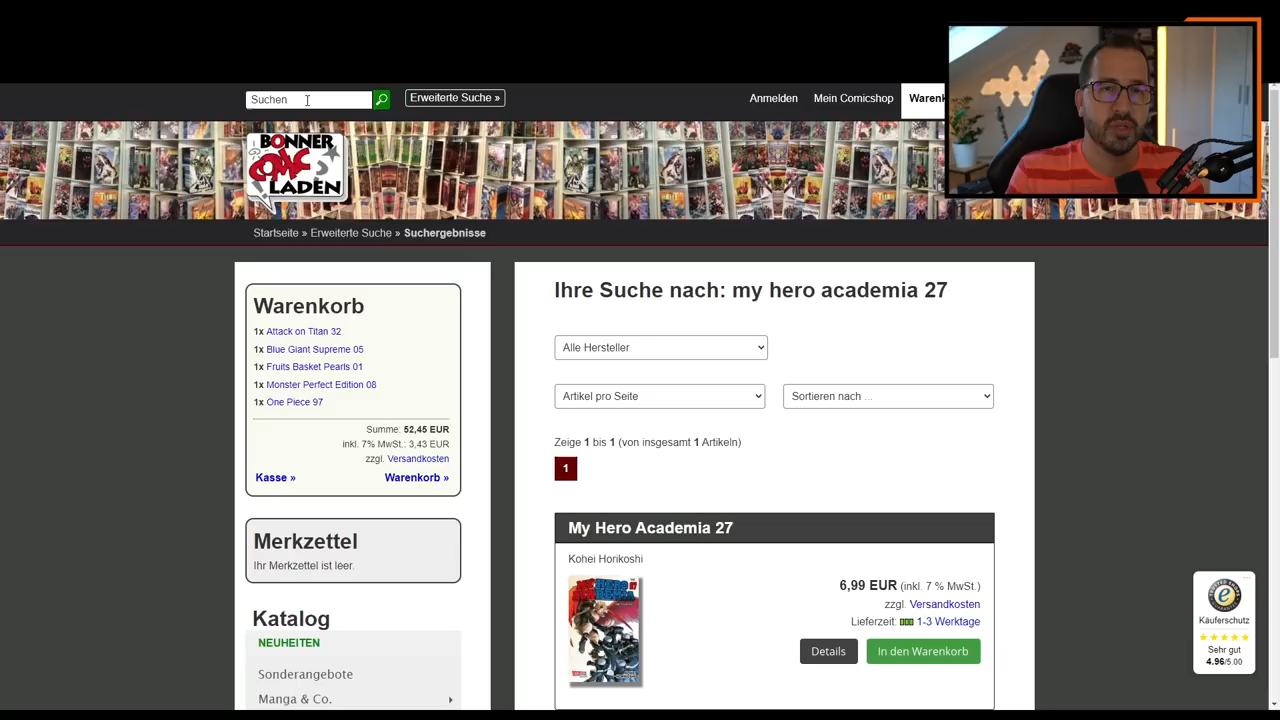 Suchen
Erweiterte Suche »
Anmelden
Mein Comicshop
Warenk
BONNER
COMIC
LADEN
Startseite » Erweiterte Suche » Suchergebnisse
Warenkorb
1x Attack on Titan 32
1x Blue Giant Supreme 05
1x Fruits Basket Pearls 01
1x Monster Perfect Edition 08
1x One Piece 97
Summe: 52,45 EUR
inkl. 7% MwSt.: 3,43 EUR
zzgl. Versandkosten
Kasse »
Warenkorb »
Merkzettel
Ihr Merkzettel ist leer.
Katalog
NEUHEITEN
Sonderangebote
Manga & Co.
Ihre Suche nach: my hero academia 27
Alle Hersteller
Artikel pro Seite
Sortieren nach ...
Zeige 1 bis 1 (von insgesamt 1 Artikeln)
1
My Hero Academia 27
Kohei Horikoshi
6,99 EUR (inkl. 7 % MwSt.)
zzgl. Versandkosten
Lieferzeit: 1-3 Werktage
Details
In den Warenkorb
e
Käuferschutz
Sehr gut
4.96/5.00